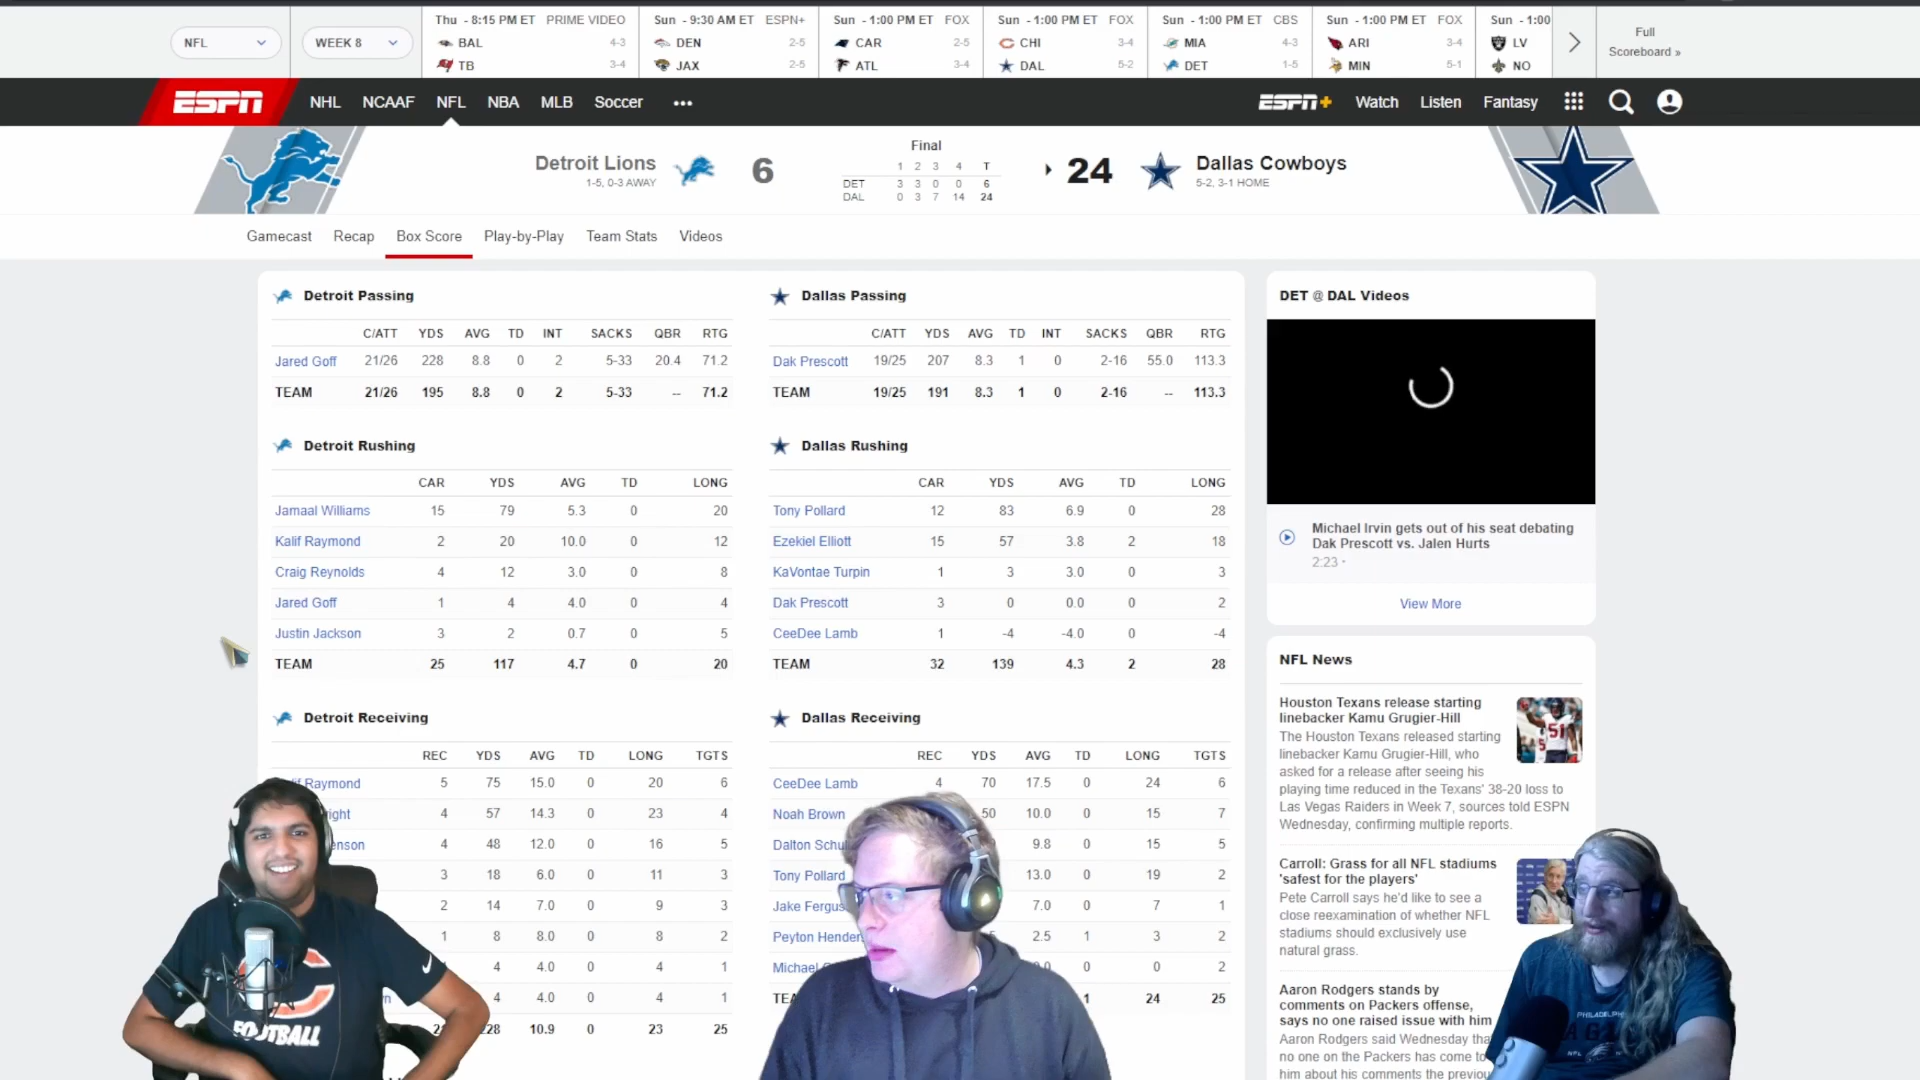 Thu - 8:15 PM ET PRIME VIDEO
BAL 4-3
TB 3-4
Sun - 9:30 AM ET ESPN+
DEN 2-5
JAX 2-5
Sun - 1:00 PM ET FOX
CAR 2-5
ATL 3-4
Sun - 1:00 PM ET FOX
CHI 3-4
DAL 5-2
Sun - 1:00 PM ET CBS
MIA 4-3
DET 1-5
Sun - 1:00 PM ET FOX
ARI 3-4
MIN 5-1
Sun - 1:00
LV
NO
NFL
WEEK 8
Full
Scoreboard »
ESPN NHL NCAAF NFL NBA MLB Soccer ••• ESPN+ Watch Listen Fantasy
Detroit Lions 6
1-5, 0-3 AWAY
Final
1 2 3 4 T
DET 3 3 0 0 6
DAL 0 3 7 14 24
24 Dallas Cowboys
5-2, 3-1 HOME
Gamecast Recap Box Score Play-by-Play Team Stats Videos
Detroit Passing
C/ATT YDS AVG TD INT SACKS QBR RTG
Jared Goff 21/26 228 8.8 0 2 5-33 20.4 71.2
TEAM 21/26 195 8.8 0 2 5-33 -- 71.2
Dallas Passing
C/ATT YDS AVG TD INT SACKS QBR RTG
Dak Prescott 19/25 207 8.3 1 0 2-16 55.0 113.3
TEAM 19/25 191 8.3 1 0 2-16 -- 113.3
Detroit Rushing
CAR YDS AVG TD LONG
Jamaal Williams 15 79 5.3 0 20
Kalif Raymond 2 20 10.0 0 12
Craig Reynolds 4 12 3.0 0 8
Jared Goff 1 4 4.0 0 4
Justin Jackson 3 2 0.7 0 5
TEAM 25 117 4.7 0 20
Dallas Rushing
CAR YDS AVG TD LONG
Tony Pollard 12 83 6.9 0 28
Ezekiel Elliott 15 57 3.8 2 18
KaVontae Turpin 1 3 3.0 0 3
Dak Prescott 3 0 0.0 0 2
CeeDee Lamb 1 -4 -4.0 0 -4
TEAM 32 139 4.3 2 28
Detroit Receiving
REC YDS AVG TD LONG TGTS
Raymond 5 75 15.0 0 20 6
4 57 14.3 0 23 4
4 48 12.0 0 16 5
3 18 6.0 0 11 3
2 14 7.0 0 9 3
1 8 8.0 0 8 2
4 4.0 0 4 1
4 4.0 0 4 1
10.9 0 23 25
Dallas Receiving
REC YDS AVG TD LONG TGTS
CeeDee Lamb 4 70 17.5 0 24 6
Noah Brown 50 10.0 0 15 7
Dalton 9.8 0 15 5
Tony Pollard 13.0 0 19 2
Jake 7.0 0 7 1
Peyton 2.5 1 3 2
Michael 0 0 2
1 24 25
DET @ DAL Videos
Michael Irvin gets out of his seat debating
Dak Prescott vs. Jalen Hurts
2:23 •
View More
NFL News
Houston Texans release starting
linebacker Kamu Grugier-Hill
The Houston Texans released starting
linebacker Kamu Grugier-Hill, who
asked for a release after seeing his
playing time reduced in the Texans' 38-20 loss to
Las Vegas Raiders in Week 7, sources told ESPN
Wednesday, confirming multiple reports.
51
Carroll: Grass for all NFL stadiums
'safest for the players'
Pete Carroll says he'd like to see a
close reexamination of whether NFL
stadiums should exclusively use
natural grass.
Aaron Rodgers stands by
comments on Packers offense,
says no one raised issue with him
Aaron Rodgers said Wednesday
no one on the Packers has come to
him about his comments the
FOOTBALL
PHILADELPHIA